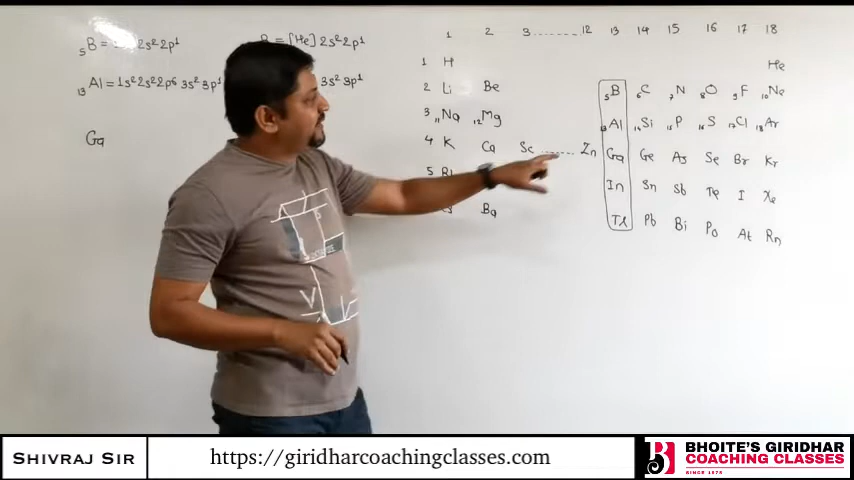 1 2 3 ........ 12 13 14 15 16 17 18
₅B = 2s² 2p¹ B = [He] 2s² 2p¹
1 H He
2 Li Be ₅B ₆C ₇N ₈O ₉F ₁₀Ne
₁₃Al = 1s² 2s² 2p⁶ 3s² 3p¹ 3s² 3p¹
3 ₁₁Na ₁₂Mg ₁₃Al ₁₄Si ₁₅P ₁₆S ₁₇Cl ₁₈Ar
Ga
4 K Ca Sc ........ Zn Ga Ge As Se Br Kr
5 In Sn Sb Te I Xe
Ba Tl Pb Bi Po At Rn
SHIVRAJ SIR
https://giridharcoachingclasses.com
BHOITE'S GIRIDHAR
COACHING CLASSES